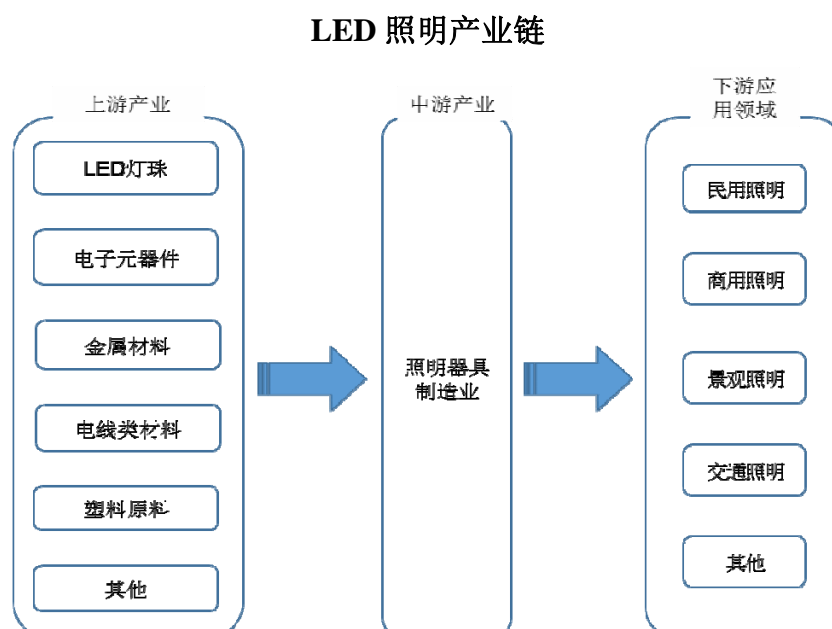 LED 照明产业链
上游产业
LED灯珠
电子元器件
金属材料
电线类材料
塑料原料
其他
中游产业
照明器具
制造业
下游应
用领域
民用照明
商用照明
景观照明
交通照明
其他